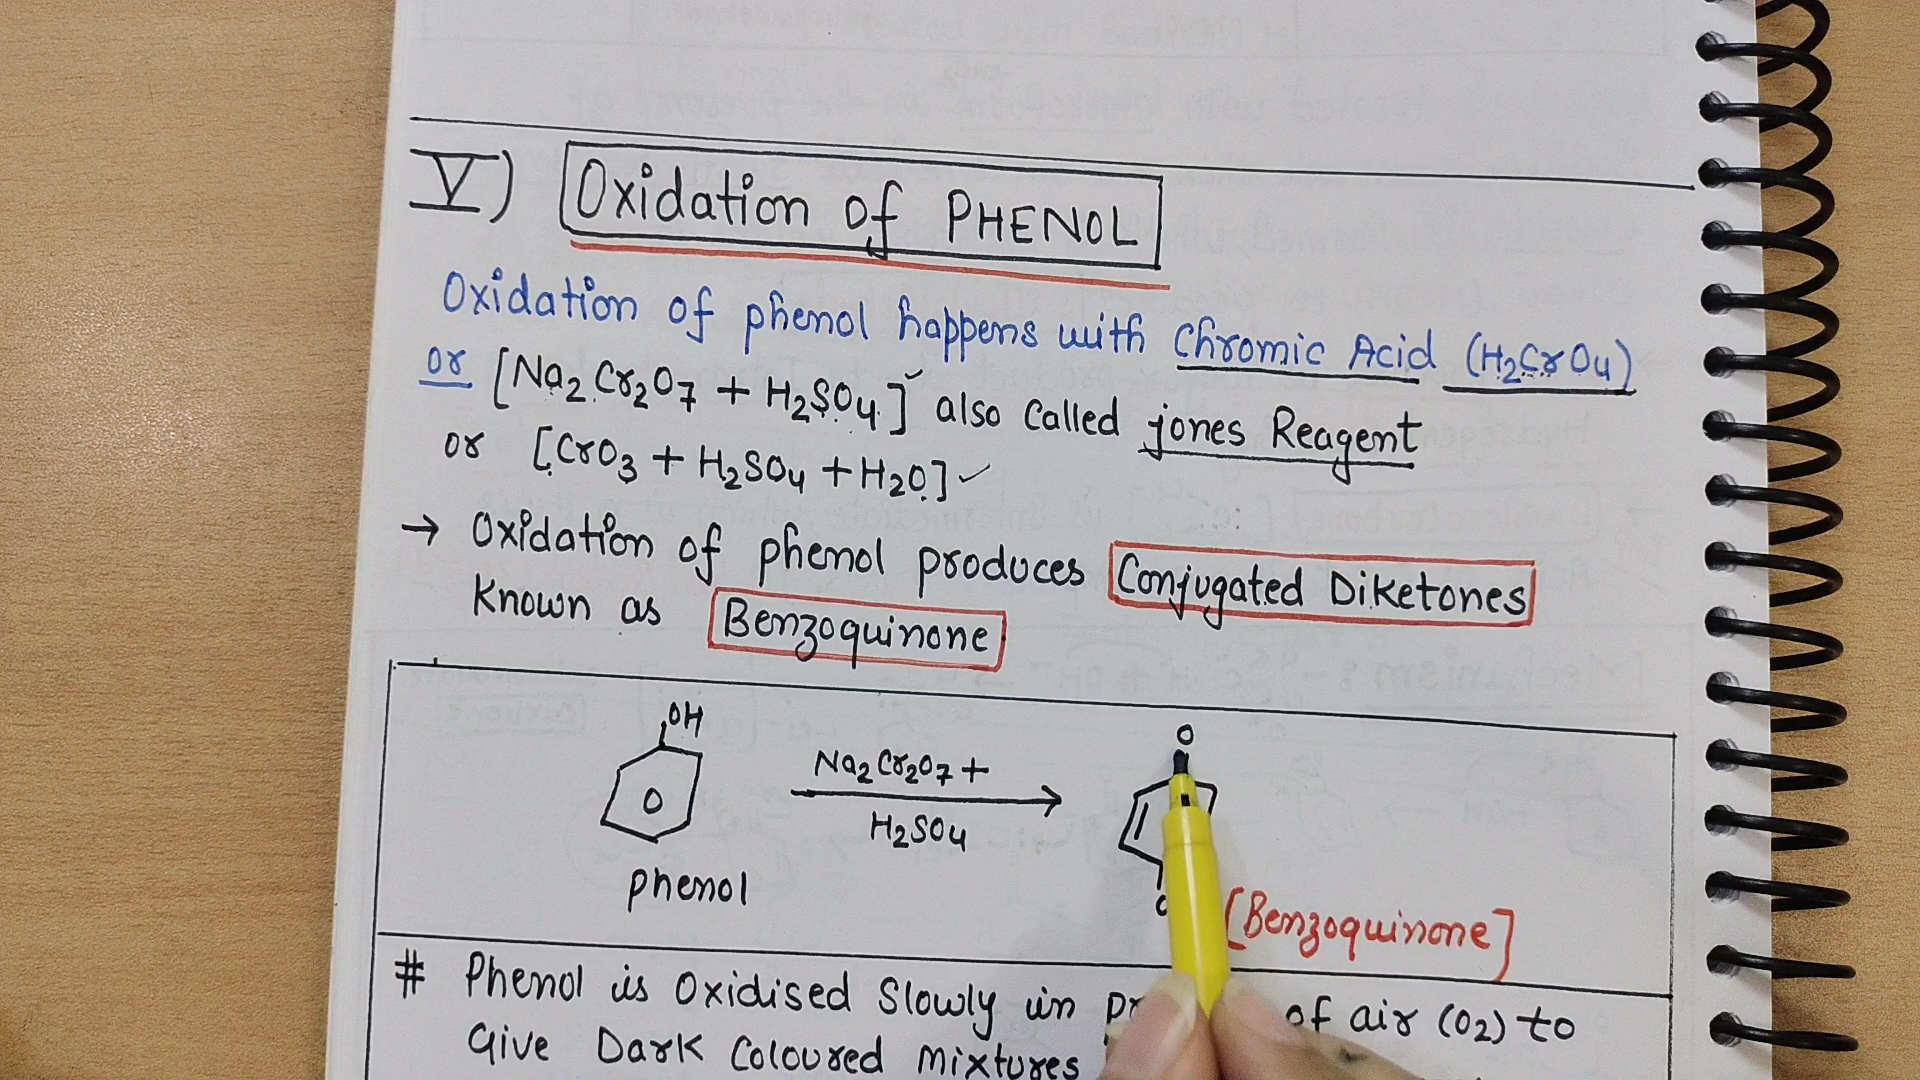 V) Oxidation of PHENOL
Oxidation of phenol happens with Chromic Acid (H2CrO4)
or [Na2Cr2O7 + H2SO4] also called jones Reagent
or [CrO3 + H2SO4 + H2O]
→ Oxidation of phenol produces Conjugated Diketones
Known as Benzoquinone
OH
O
Na2Cr2O7 +
H2SO4
phenol
[Benzoquinone]
# Phenol is Oxidised Slowly in of air (O2) to
Give Dark Coloured mixtures